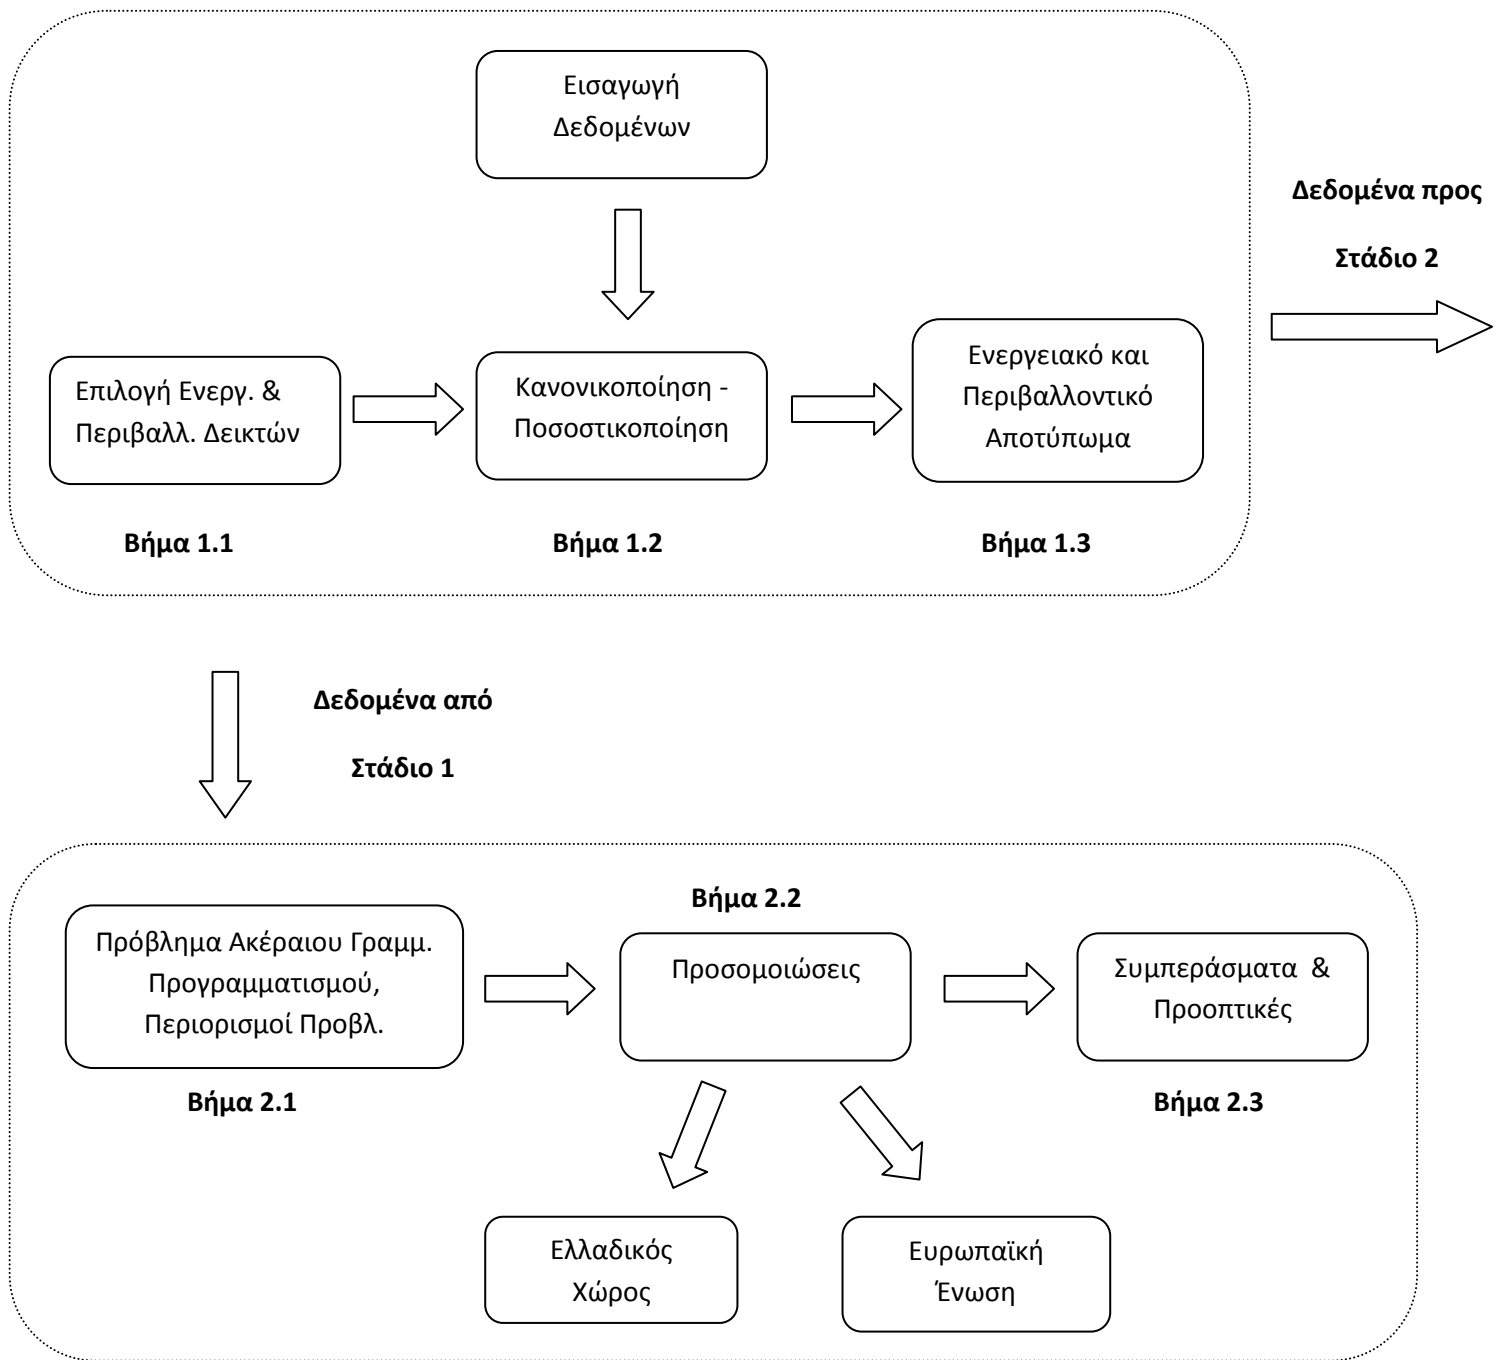 Εισαγωγή
Δεδομένων
Δεδομένα προς
Στάδιο 2
Επιλογή Ενεργ. &
Περιβαλλ. Δεικτών
Κανονικοποίηση -
Ποσοστικοποίηση
Ενεργειακό και
Περιβαλλοντικό
Αποτύπωμα
Βήμα 1.1
Βήμα 1.2
Βήμα 1.3
Δεδομένα από
Στάδιο 1
Βήμα 2.2
Πρόβλημα Ακέραιου Γραμμ.
Προγραμματισμού,
Περιορισμοί Προβλ.
Προσομοιώσεις
Συμπεράσματα &
Προοπτικές
Βήμα 2.1
Βήμα 2.3
Ελλαδικός
Χώρος
Ευρωπαϊκή
Ένωση